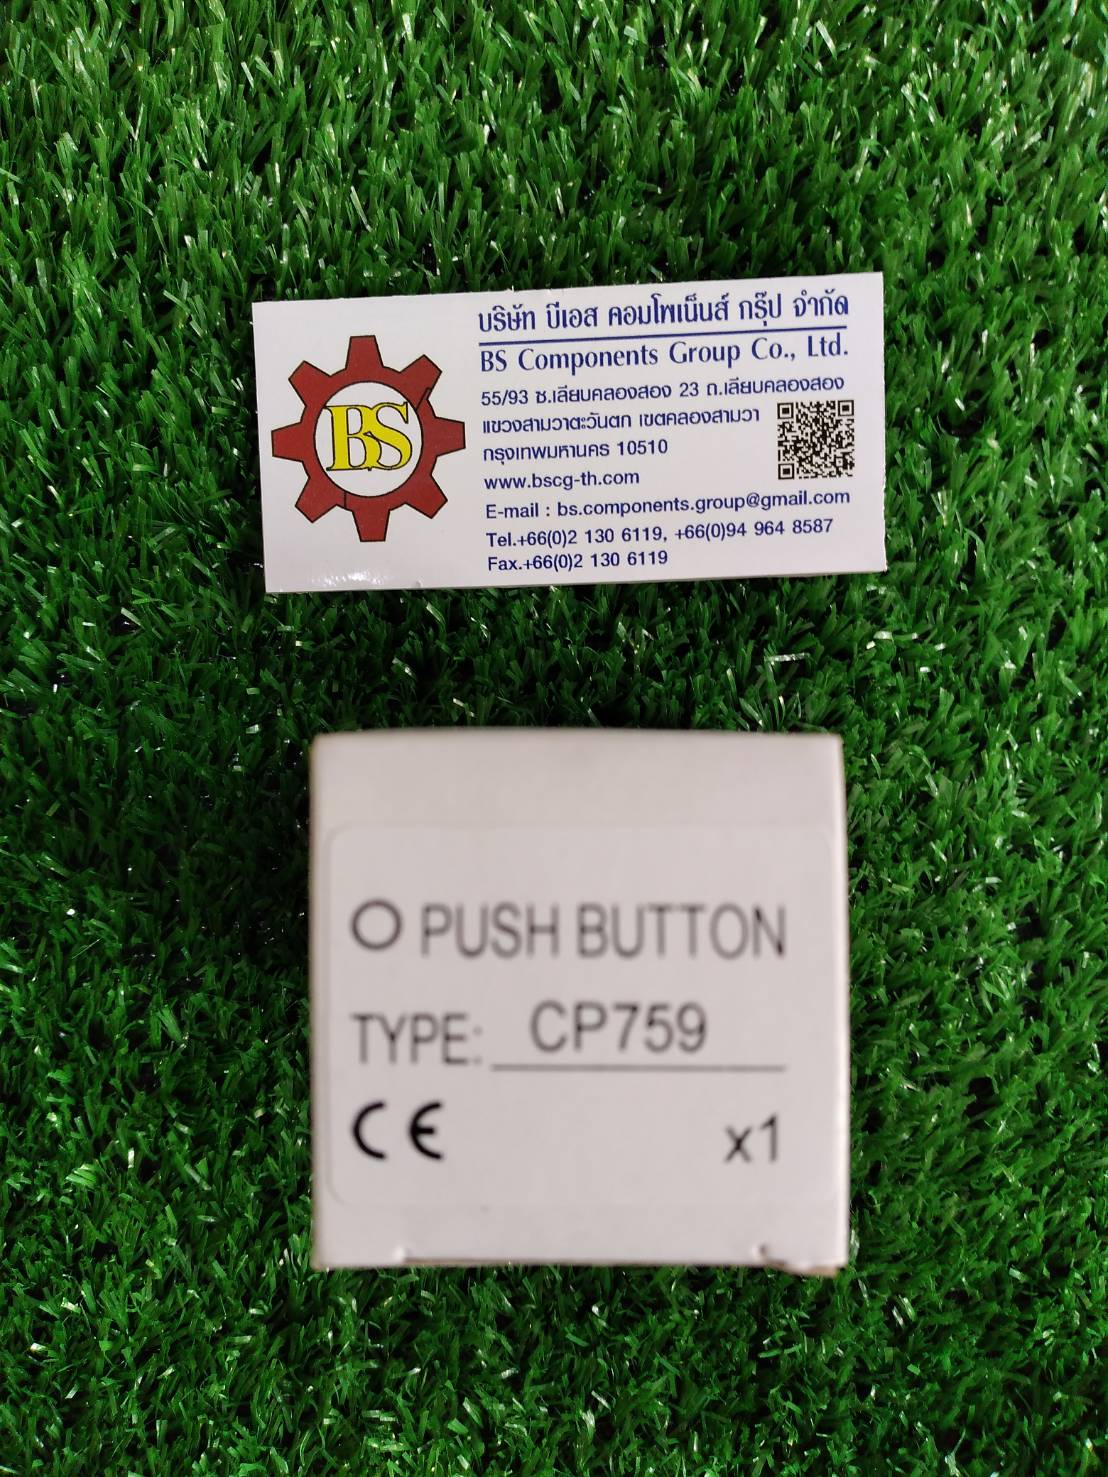 BS
บริษัท บีเอส คอมโพเน็นส์ กรุ๊ป จำกัด
BS Components Group Co., Ltd.
55/93 ซ.เลียบคลองสอง 23 ถ.เลียบคลองสอง
แขวงสามวาตะวันตก เขตคลองสามวา
กรุงเทพมหานคร 10510
www.bscg-th.com
E-mail : bs.components.group@gmail.com
Tel.+66(0)2 130 6119, +66(0)94 964 8587
Fax.+66(0)2 130 6119
PUSH BUTTON
TYPE: CP759
CE x1